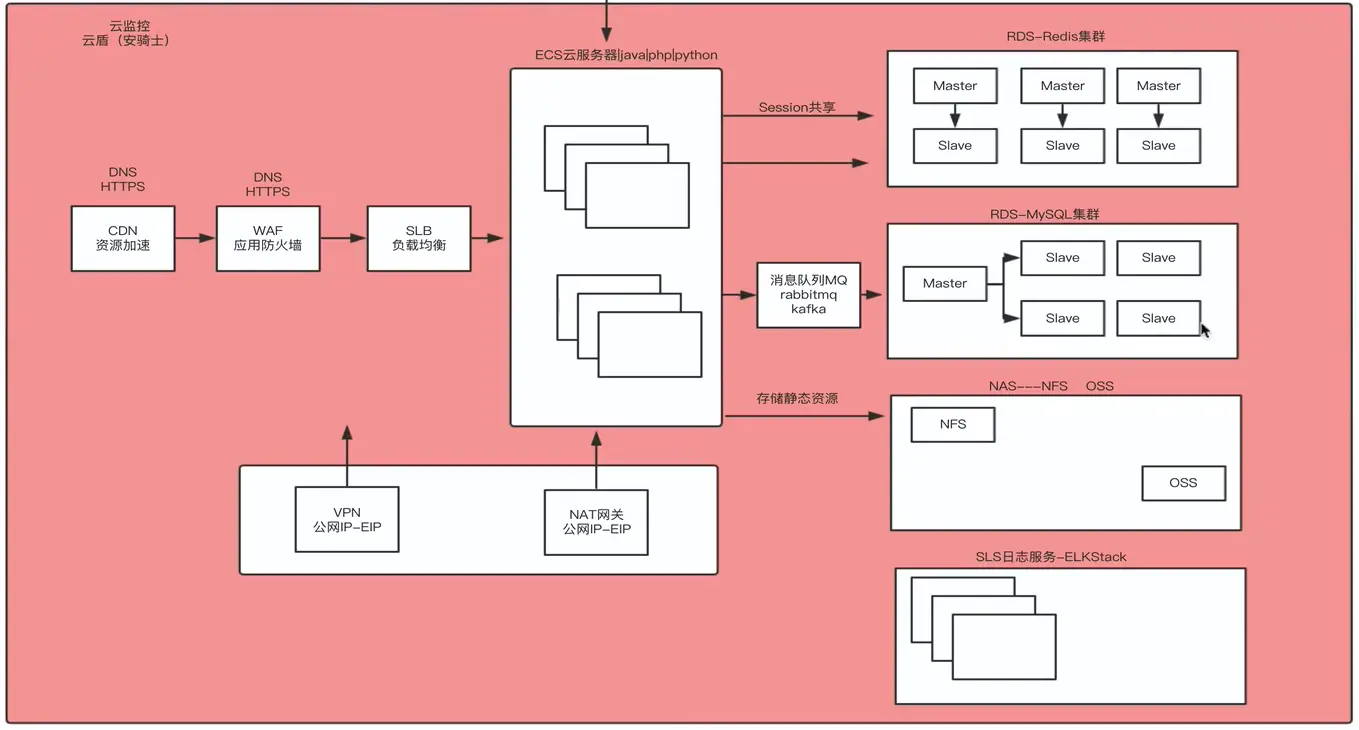 云监控
云盾（安骑士）
ECS云服务器|java|php|python
RDS-Redis集群
Master
Master
Master
Slave
Slave
Slave
Session共享
DNS
HTTPS
DNS
HTTPS
CDN
资源加速
WAF
应用防火墙
SLB
负载均衡
RDS-MySQL集群
Slave
Slave
Master
Slave
Slave
消息队列MQ
rabbitmq
kafka
存储静态资源
NAS---NFS OSS
NFS
OSS
VPN
公网IP-EIP
NAT网关
公网IP-EIP
SLS日志服务-ELKStack